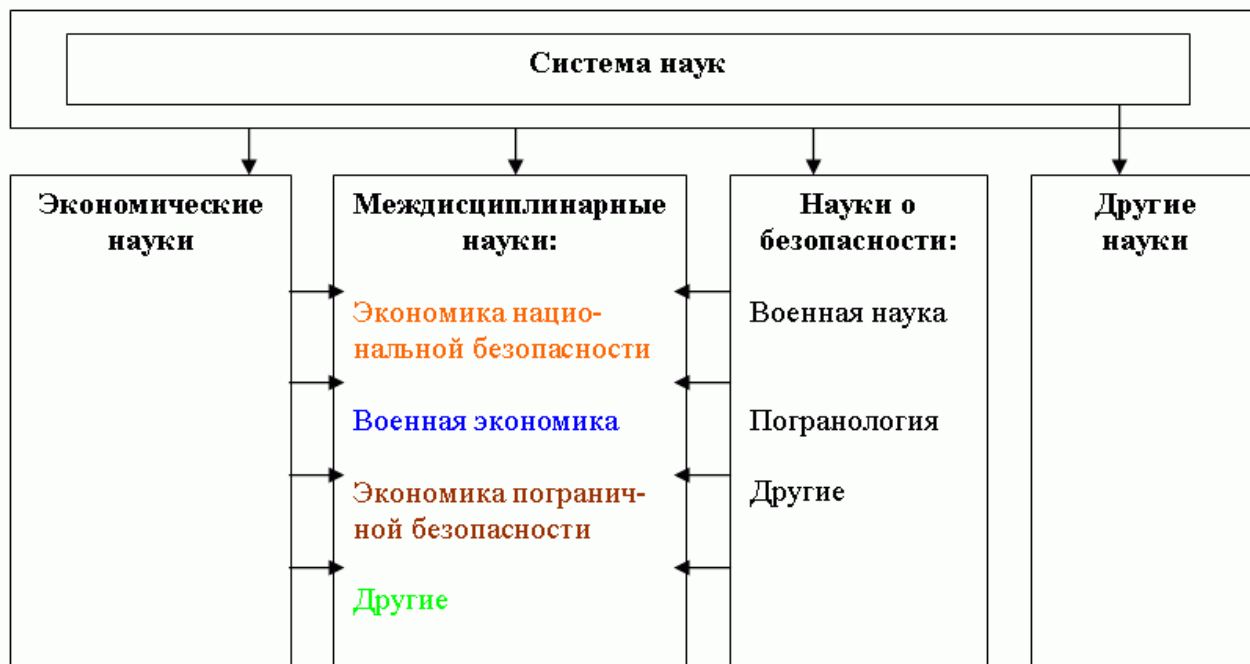 Система наук
Экономические
науки
Междисциплинарные
науки:
Экономика нацио-
нальной безопасности
Военная экономика
Экономика погранич-
ной безопасности
Другие
Науки о
безопасности:
Военная наука
Погранология
Другие
Другие
науки